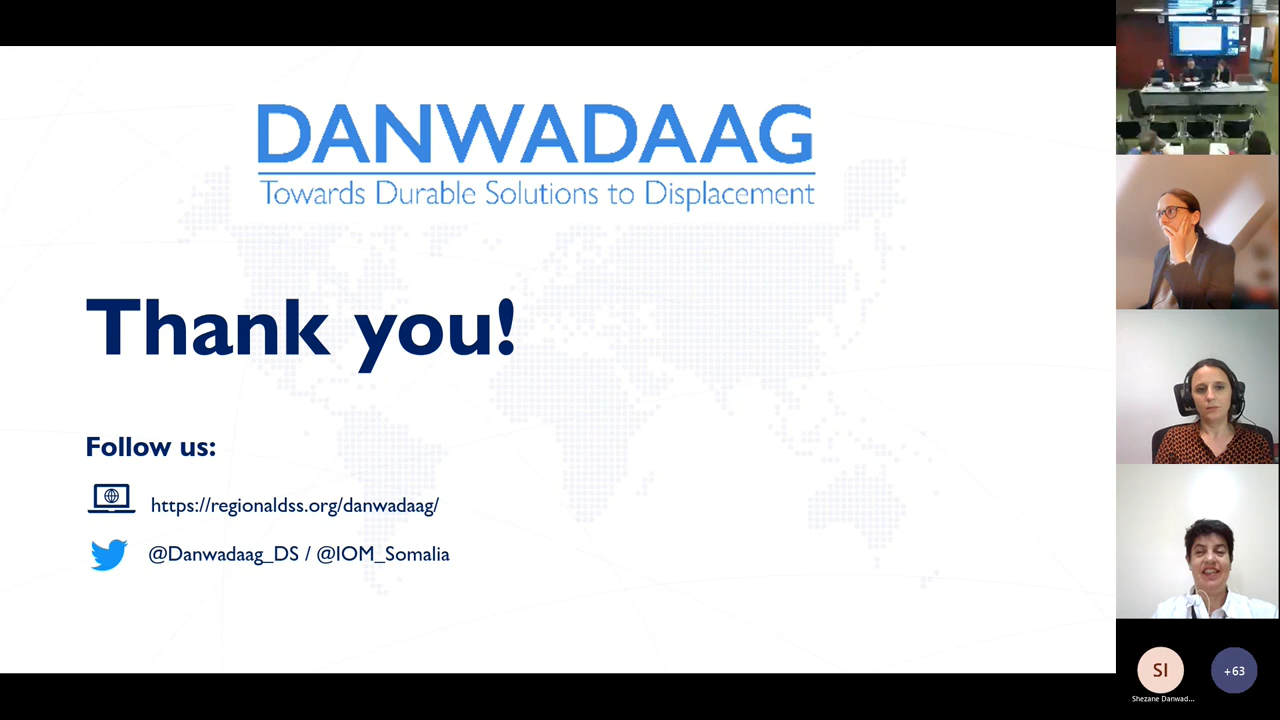 DANWADAAG
Towards Durable Solutions to Displacement
Thank you!
Follow us:
https://regionaldss.org/danwadaag/
@Danwadaag_DS / @IOM_Somalia
SI
+63
Shezane Danwad...